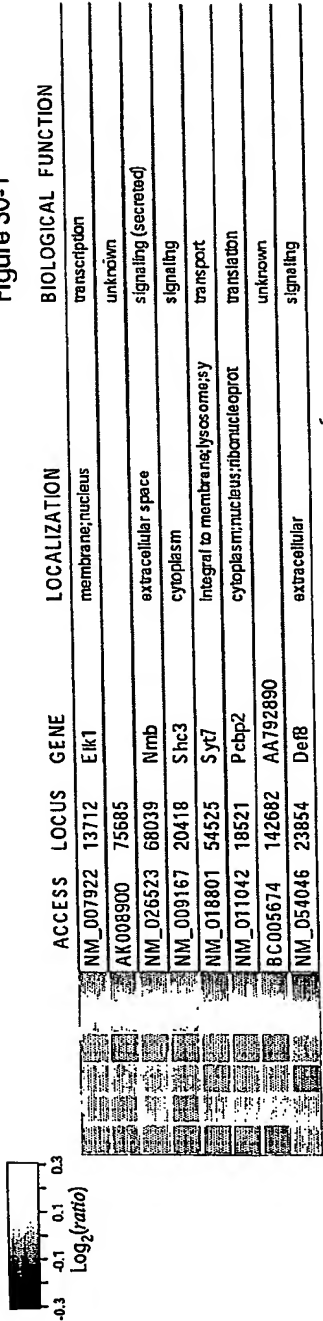 Figure 30-1
-0.3 -0.1 0.1 0.3
Log2(ratio)
ACCESS LOCUS GENE LOCALIZATION BIOLOGICAL FUNCTION
NM_007922 13712 Elk1 membrane;nucleus transcription
AK008900 75685 unknown
NM_026523 68039 Nmb extracellular space signaling (secreted)
NM_009167 20418 Shc3 cytoplasm signaling
NM_018801 54525 Syt7 integral to membrane;lysosome;sy transport
NM_011042 18521 Pcbp2 cytoplasm;nucleus;ribonucleoprot translation
BC005674 142682 AA792890 unknown
NM_054046 23854 Def8 extracellular signaling